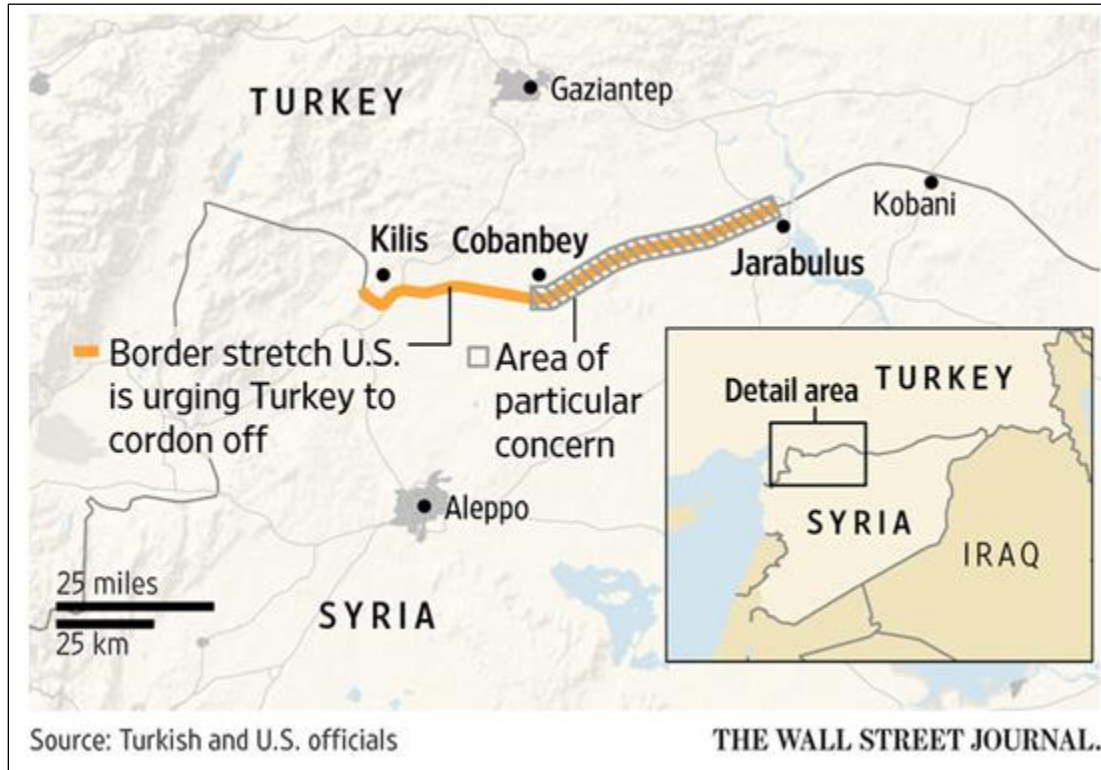 TURKEY
Gaziantep
Kobani
Kilis
Cobanbey
Jarabulus
Border stretch U.S.
is urging Turkey to
cordon off
Area of
particular
concern
Aleppo
25 miles
25 km
SYRIA
Detail area
TURKEY
SYRIA
IRAQ
Source: Turkish and U.S. officials
THE WALL STREET JOURNAL.